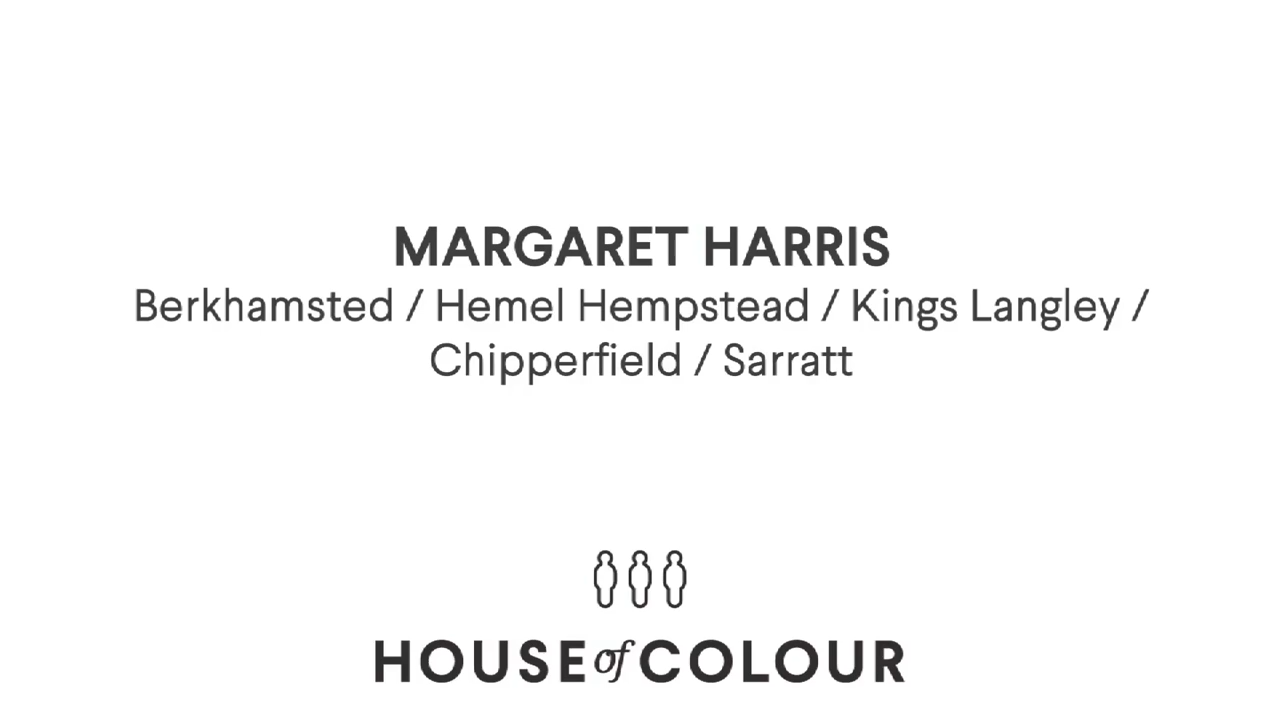 MARGARET HARRIS
Berkhamsted / Hemel Hempstead / Kings Langley /
Chipperfield / Sarratt
HOUSE of COLOUR